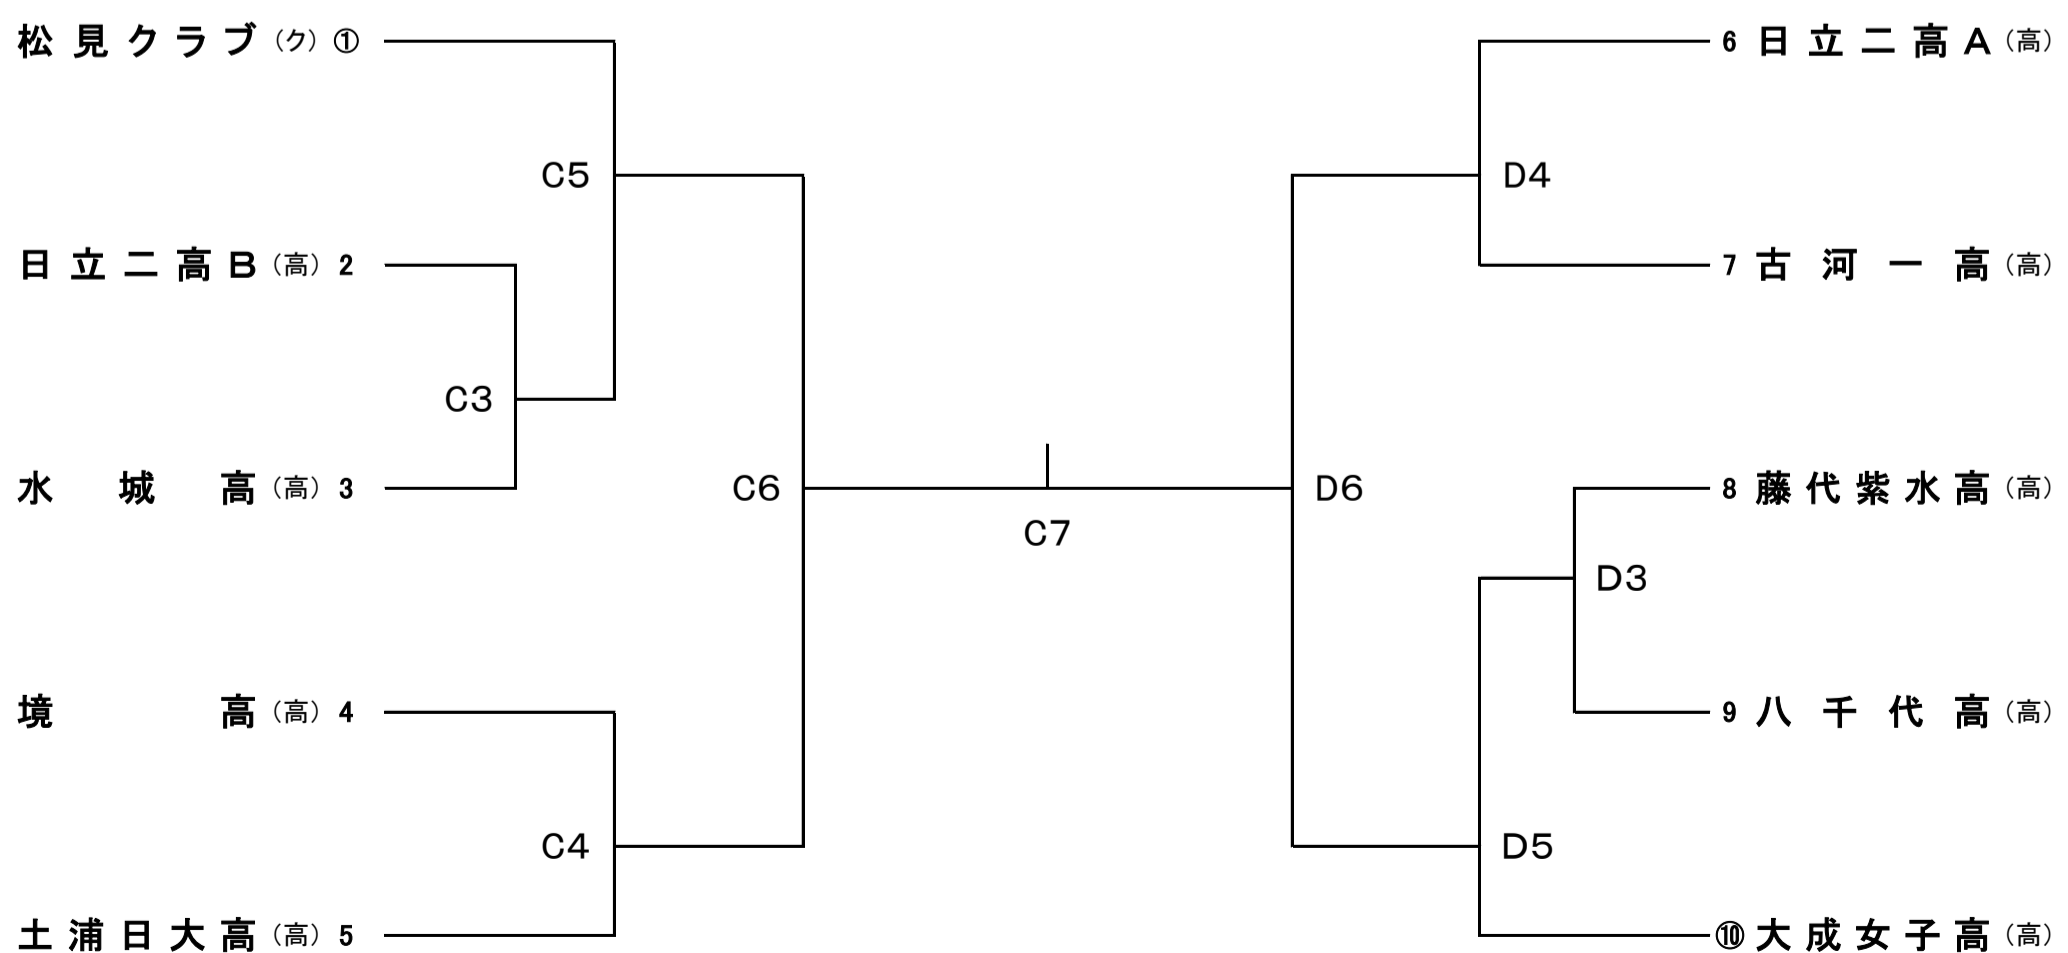 松見クラブ（ク）①
日立二高B（高）2
水城高（高）3
境高（高）4
土浦日大高（高）5
C5
C3
C4
C6
C7
D6
D4
D3
D5
6 日立二高A（高）
7 古河一高（高）
8 藤代紫水高（高）
9 八千代高（高）
⑩ 大成女子高（高）